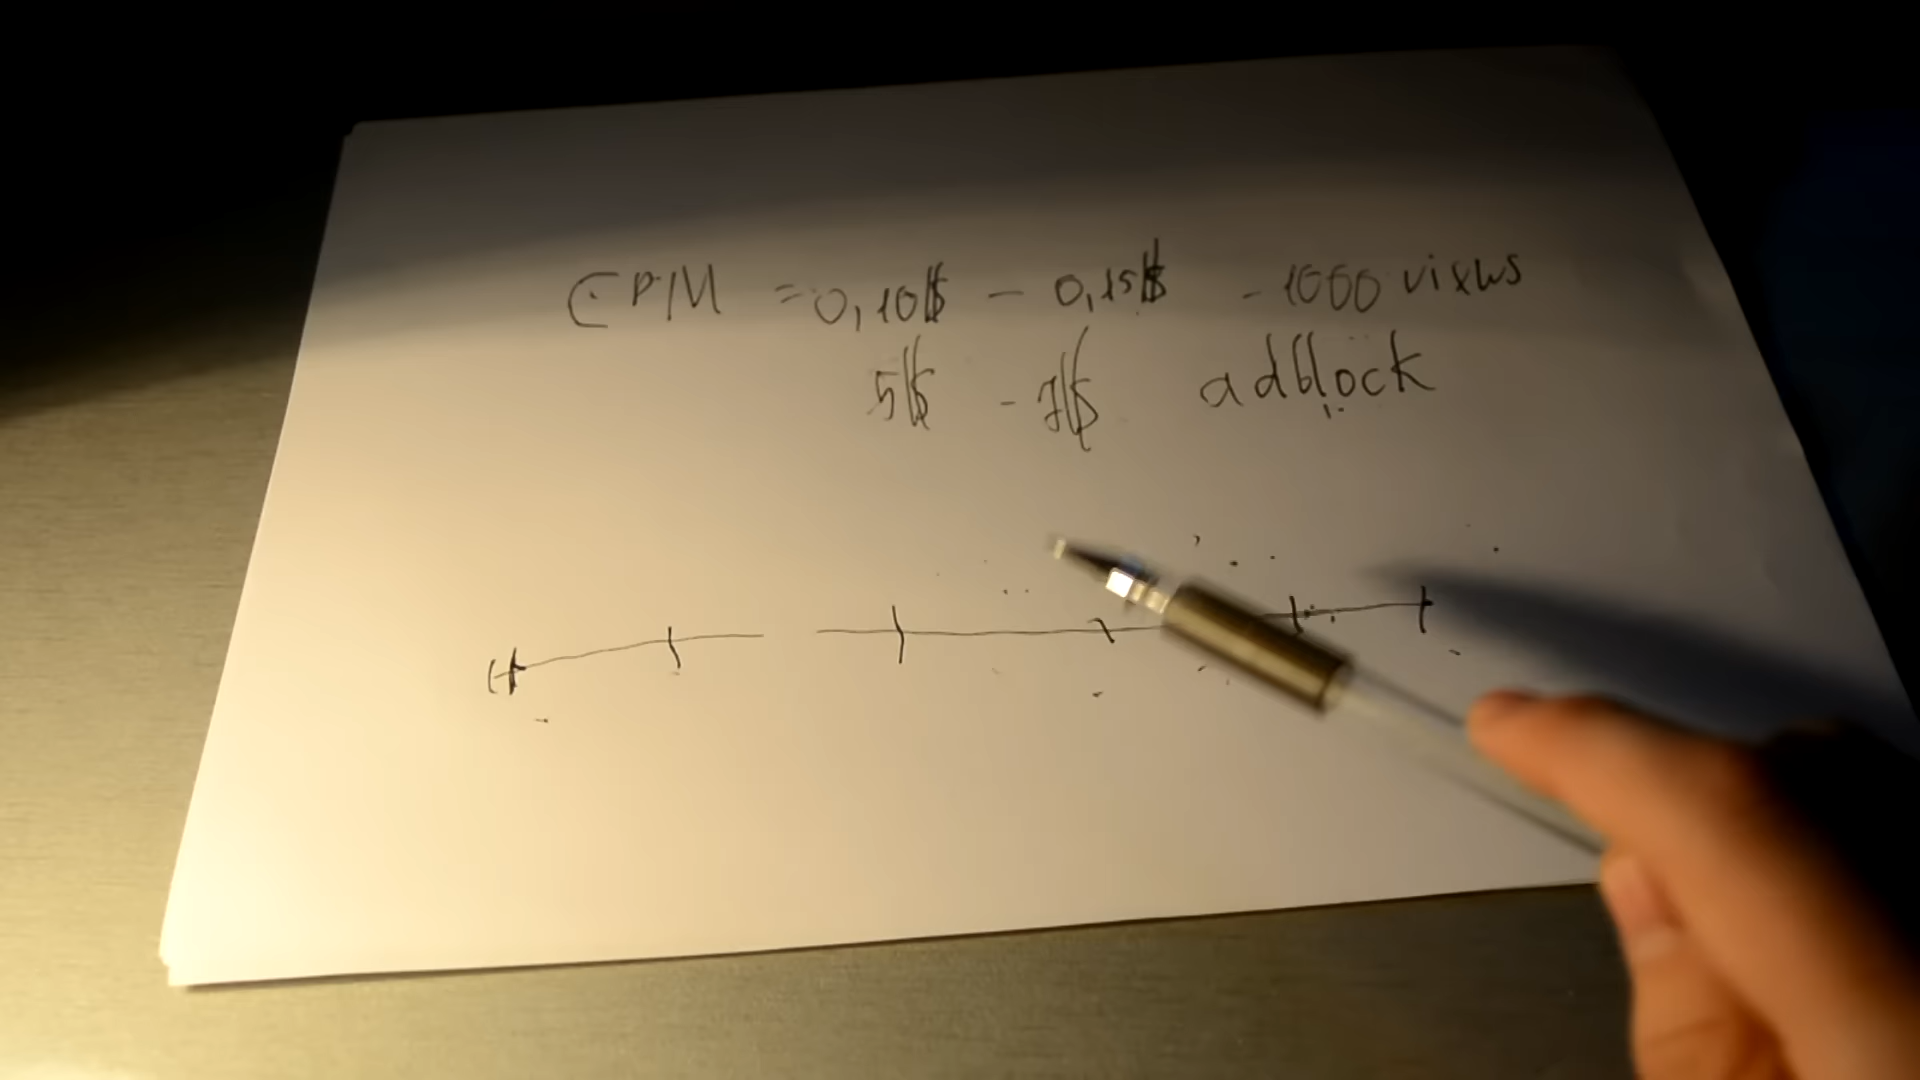 CPM = 0,10$ - 0,15$ - 1000 views
5$ - 7$ adblock